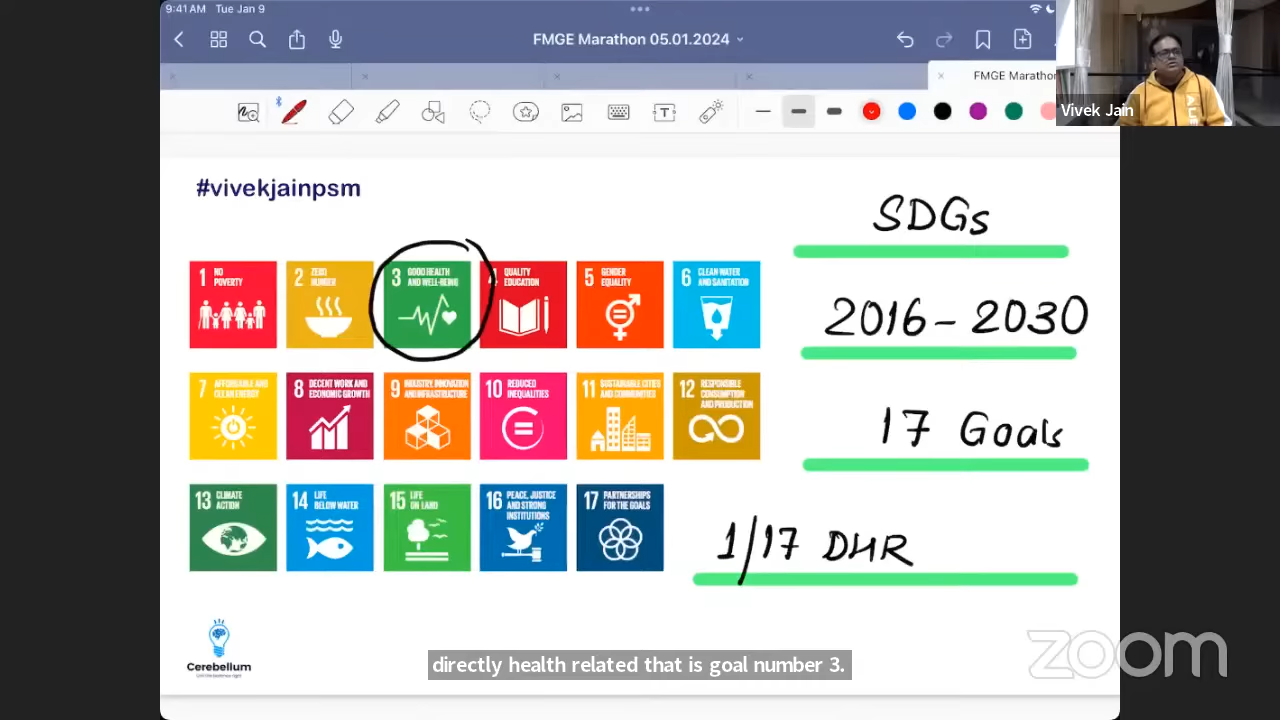 9:41 AM Tue Jan 9
FMGE Marathon 05.01.2024
FMGE Marathon
Vivek Jain
#vivekjainpsm
SDGs
2016-2030
17 Goals
1/17 DHR
1 NO POVERTY
2 ZERO HUNGER
3 GOOD HEALTH AND WELL-BEING
4 QUALITY EDUCATION
5 GENDER EQUALITY
6 CLEAN WATER AND SANITATION
7 AFFORDABLE AND CLEAN ENERGY
8 DECENT WORK AND ECONOMIC GROWTH
9 INDUSTRY, INNOVATION AND INFRASTRUCTURE
10 REDUCED INEQUALITIES
11 SUSTAINABLE CITIES AND COMMUNITIES
12 RESPONSIBLE CONSUMPTION AND PRODUCTION
13 CLIMATE ACTION
14 LIFE BELOW WATER
15 LIFE ON LAND
16 PEACE, JUSTICE AND STRONG INSTITUTIONS
17 PARTNERSHIPS FOR THE GOALS
Cerebellum
directly health related that is goal number 3.
zoom